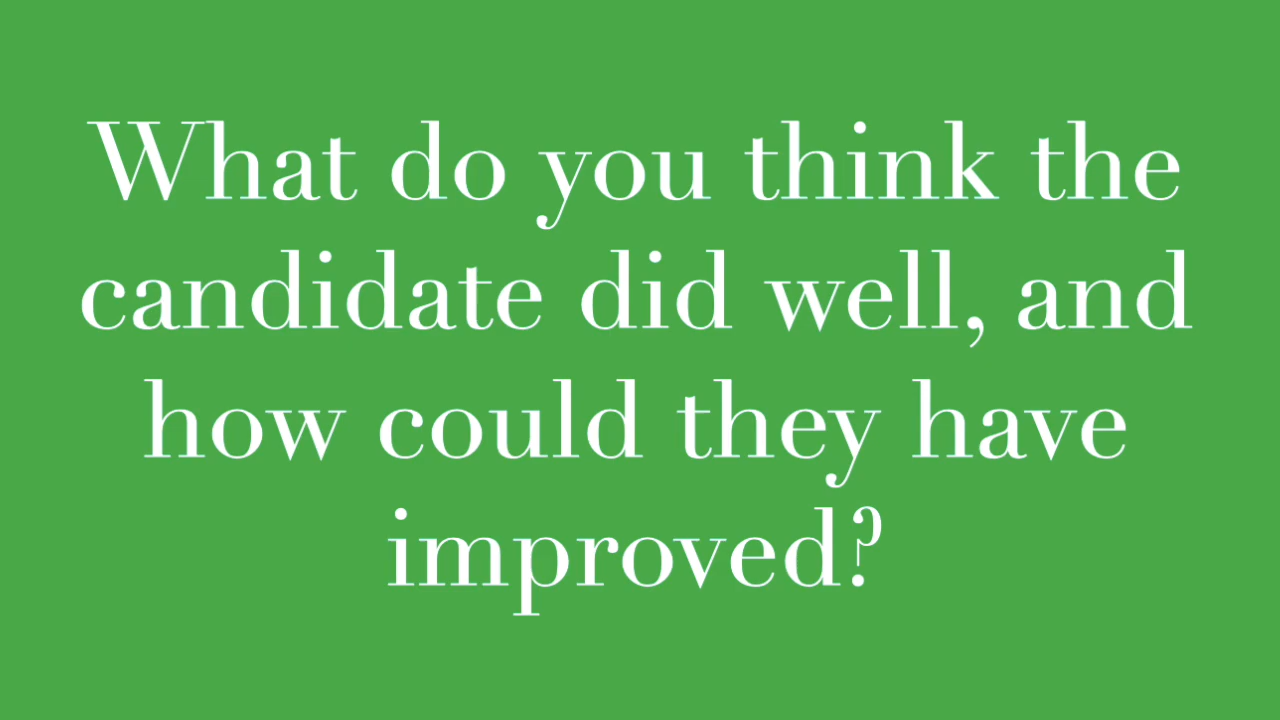 What do you think the
candidate did well, and
how could they have
improved?